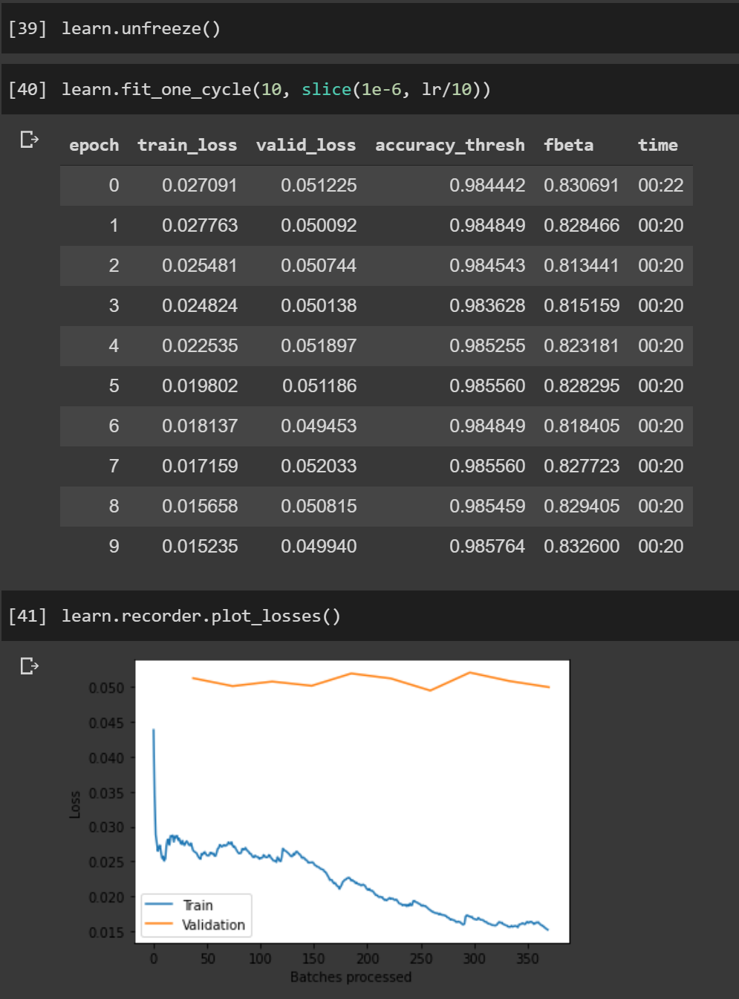 [39] learn.unfreeze()
[40] learn.fit_one_cycle(10, slice(1e-6, lr/10))
epoch train_loss valid_loss accuracy_thresh fbeta time
0 0.027091 0.051225 0.984442 0.830691 00:22
1 0.027763 0.050092 0.984849 0.828466 00:20
2 0.025481 0.050744 0.984543 0.813441 00:20
3 0.024824 0.050138 0.983628 0.815159 00:20
4 0.022535 0.051897 0.985255 0.823181 00:20
5 0.019802 0.051186 0.985560 0.828295 00:20
6 0.018137 0.049453 0.984849 0.818405 00:20
7 0.017159 0.052033 0.985560 0.827723 00:20
8 0.015658 0.050815 0.985459 0.829405 00:20
9 0.015235 0.049940 0.985764 0.832600 00:20
[41] learn.recorder.plot_losses()
0.050
0.045
0.040
0.035
0.030
0.025
0.020
0.015
Loss
Train
Validation
0 50 100 150 200 250 300 350
Batches processed